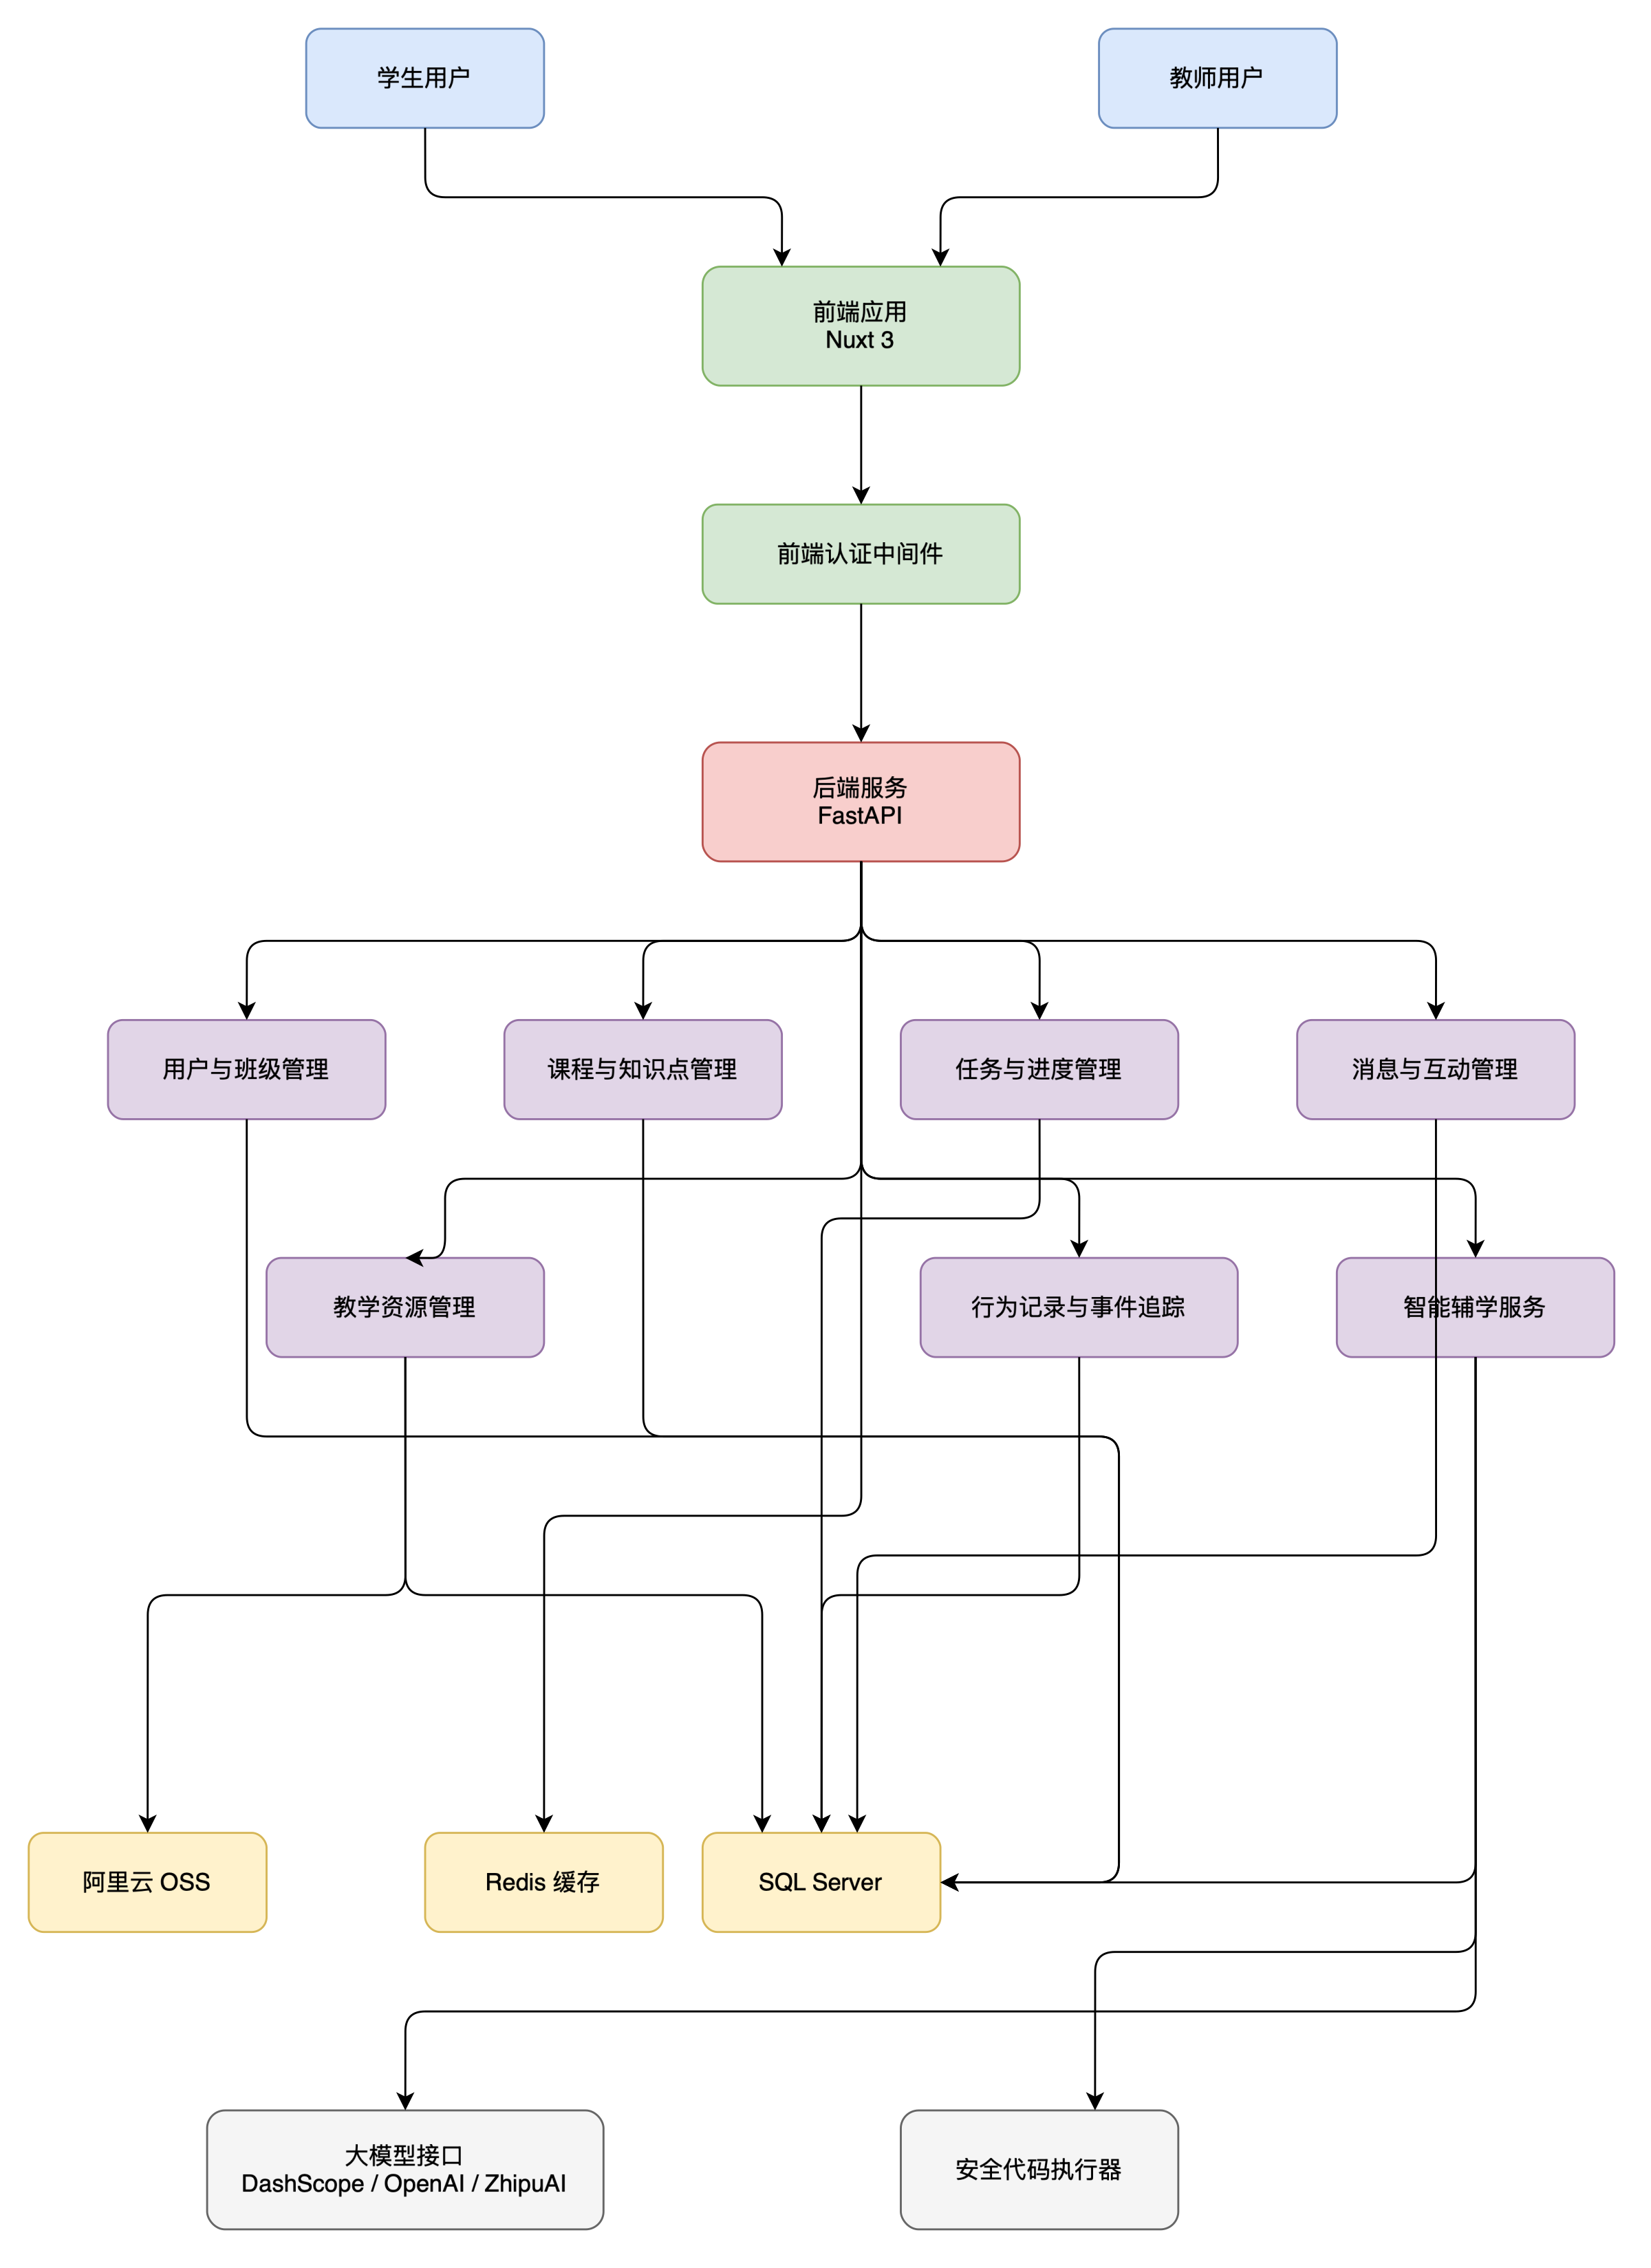 学生用户
教师用户
前端应用
Nuxt 3
前端认证中间件
后端服务
FastAPI
用户与班级管理
课程与知识点管理
任务与进度管理
消息与互动管理
教学资源管理
行为记录与事件追踪
智能辅学服务
阿里云 OSS
Redis 缓存
SQL Server
大模型接口
DashScope / OpenAI / ZhipuAI
安全代码执行器